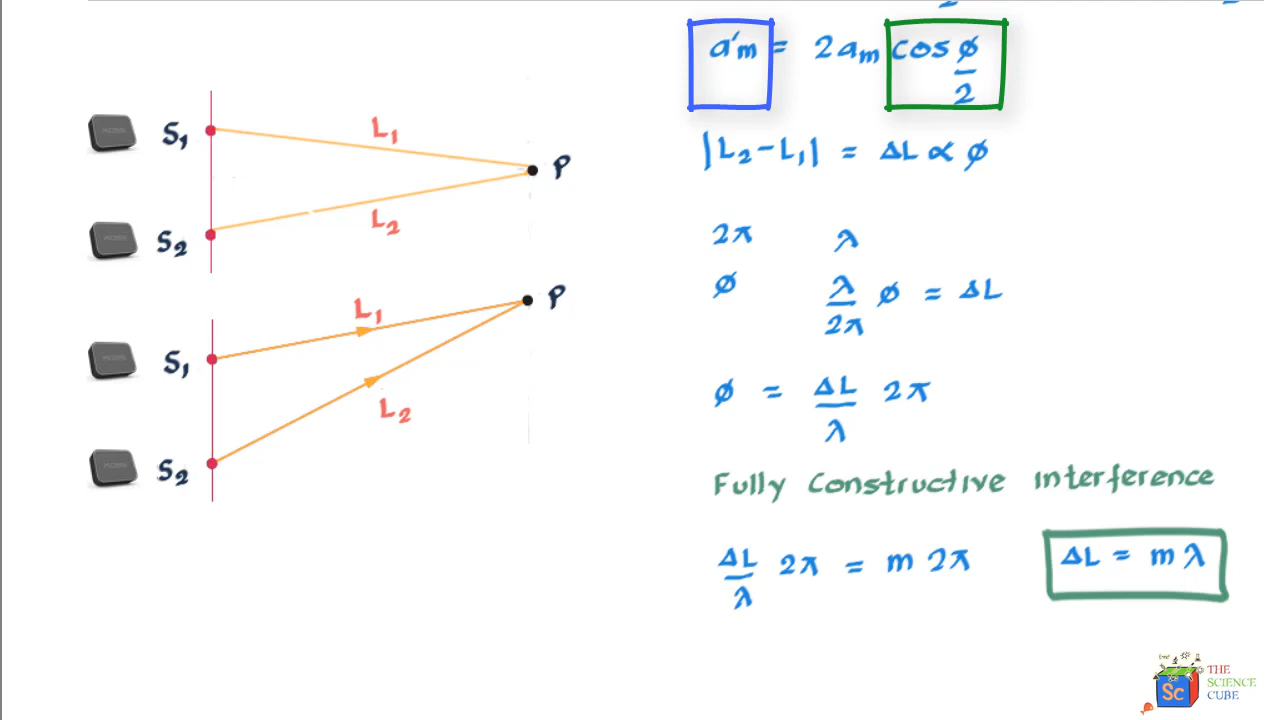 a'm = 2am cos ø/2
|L2-L1| = ΔL ∝ ø
2π λ
ø λ/2π ø = ΔL
ø = ΔL/λ 2π
Fully Constructive interference
ΔL/λ 2π = m 2π ΔL = mλ
S1 L1 P
S2 L2
S1 L1 P
S2 L2
Sc
THE
SCIENCE
CUBE